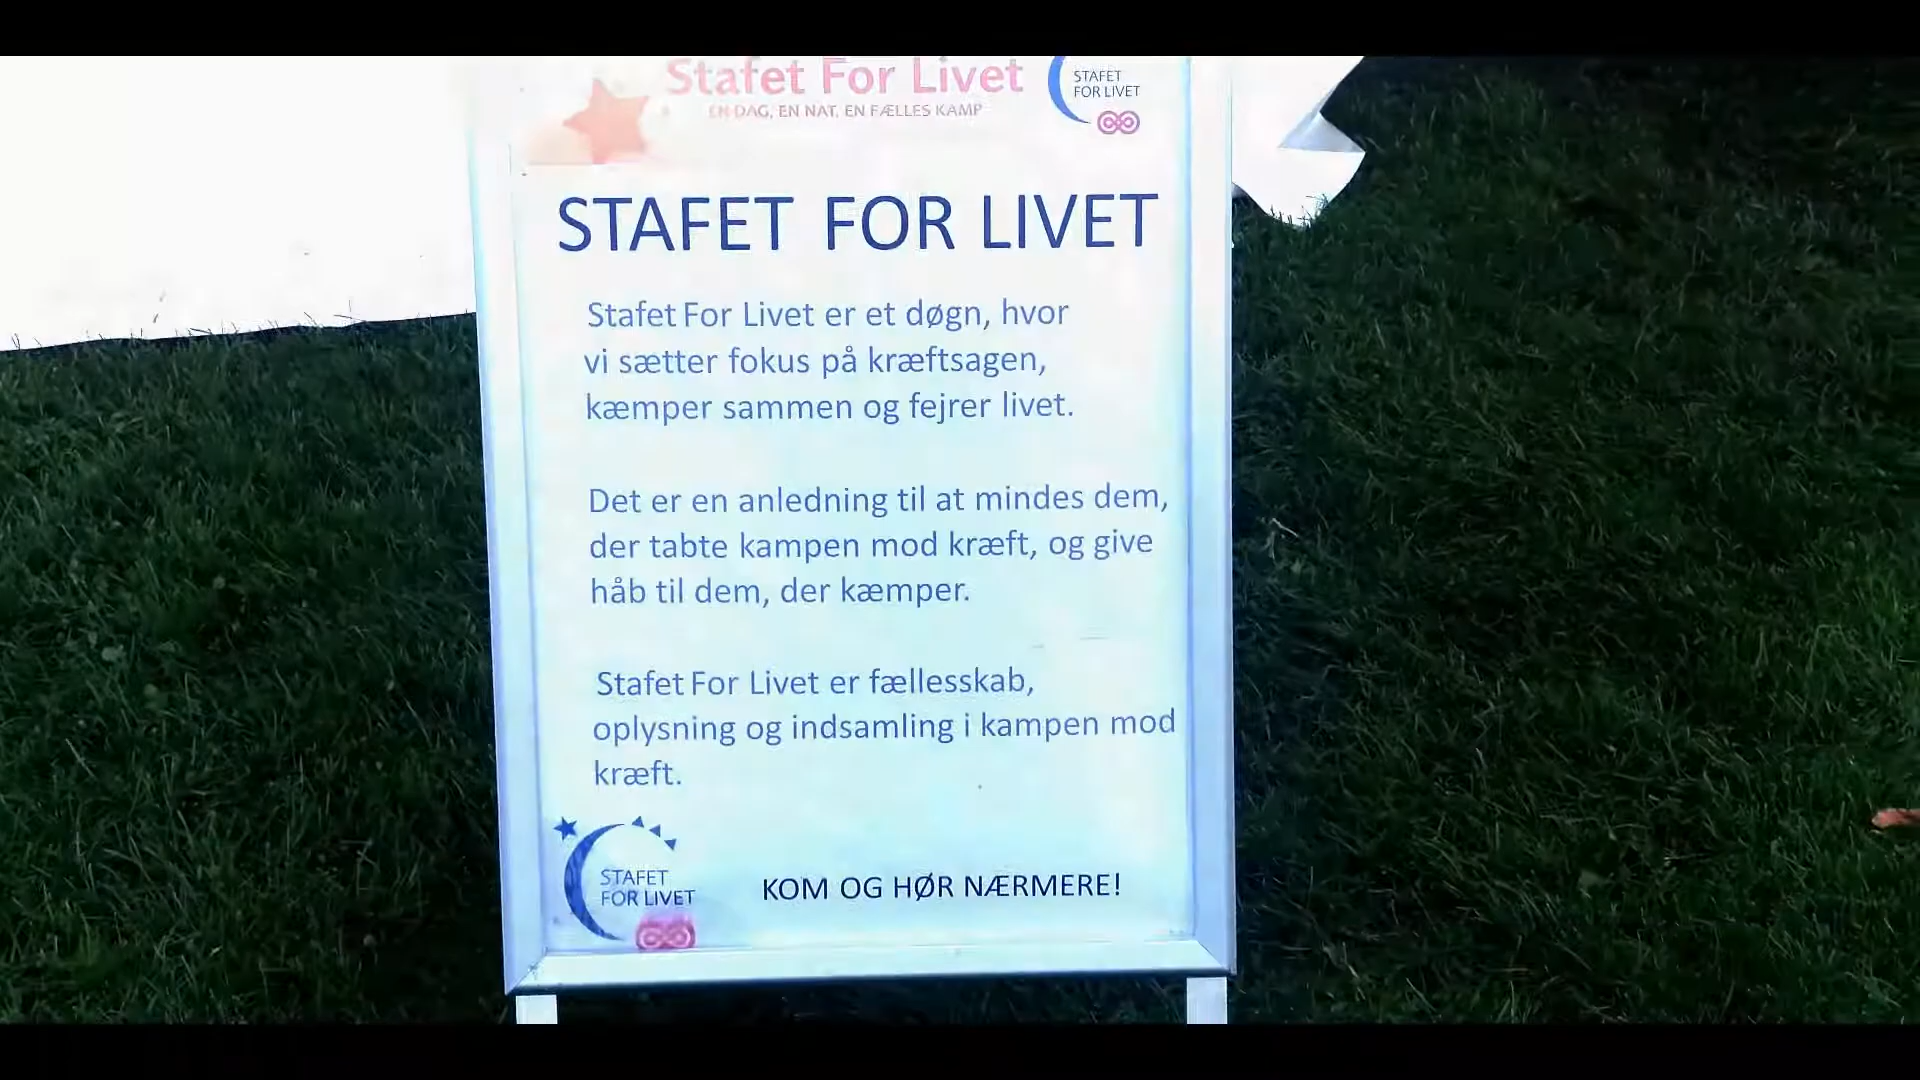 Stafet For Livet
EN DAG, EN NAT, EN FÆLLES KAMP
STAFET
FOR LIVET
STAFET FOR LIVET
Stafet For Livet er et døgn, hvor
vi sætter fokus på kræftsagen,
kæmper sammen og fejrer livet.
Det er en anledning til at mindes dem,
der tabte kampen mod kræft, og give
håb til dem, der kæmper.
Stafet For Livet er fællesskab,
oplysning og indsamling i kampen mod
kræft.
STAFET
FOR LIVET
KOM OG HØR NÆRMERE!